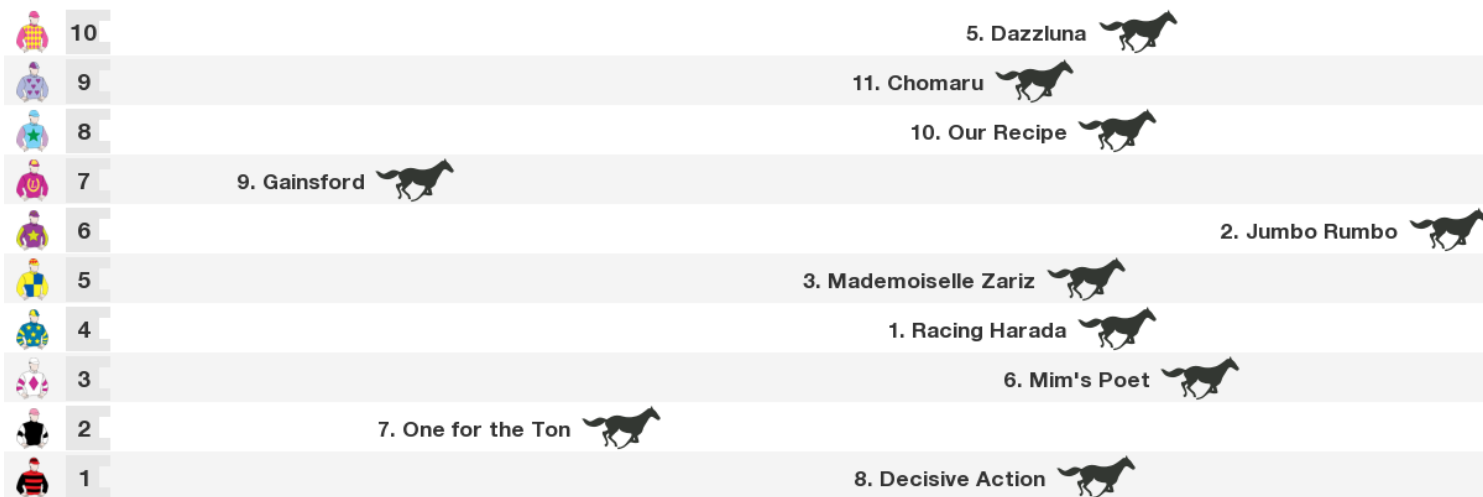 10 5. Dazzluna
9 11. Chomaru
8 10. Our Recipe
7 9. Gainsford
6 2. Jumbo Rumbo
5 3. Mademoiselle Zariz
4 1. Racing Harada
3 6. Mim's Poet
2 7. One for the Ton
1 8. Decisive Action